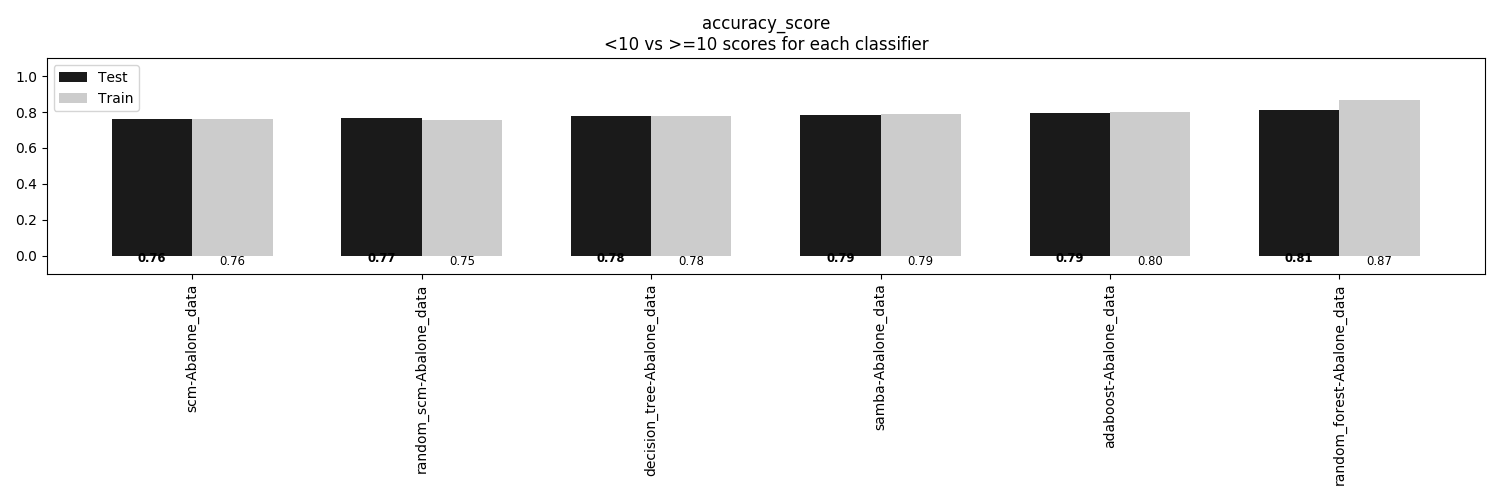 accuracy_score
<10 vs >=10 scores for each classifier
Test
Train
1.0
0.8
0.6
0.4
0.2
0.0
0.76 0.76 0.77 0.75 0.78 0.78 0.79 0.79 0.79 0.80 0.81 0.87
scm-Abalone_data
random_scm-Abalone_data
decision_tree-Abalone_data
samba-Abalone_data
adaboost-Abalone_data
random_forest-Abalone_data